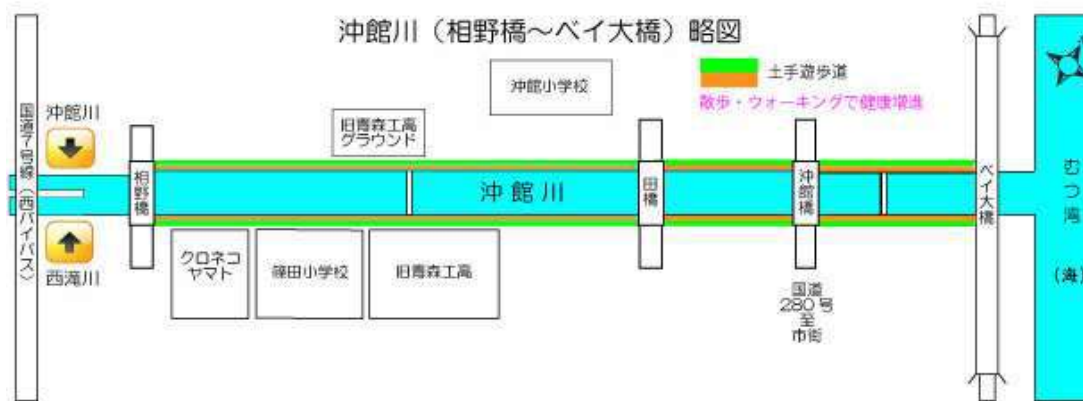 沖館川（相野橋～ベイ大橋）略図
土手遊歩道
散歩・ウォーキングで健康増進
沖館小学校
旧青森工高
グラウンド
国道7号線（西バイパス）
沖館川
西滝川
相野橋
沖館川
田橋
沖館橋
ベイ大橋
むつ湾
（海）
クロネコ
ヤマト
篠田小学校
旧青森工高
国道
280号
至
市街